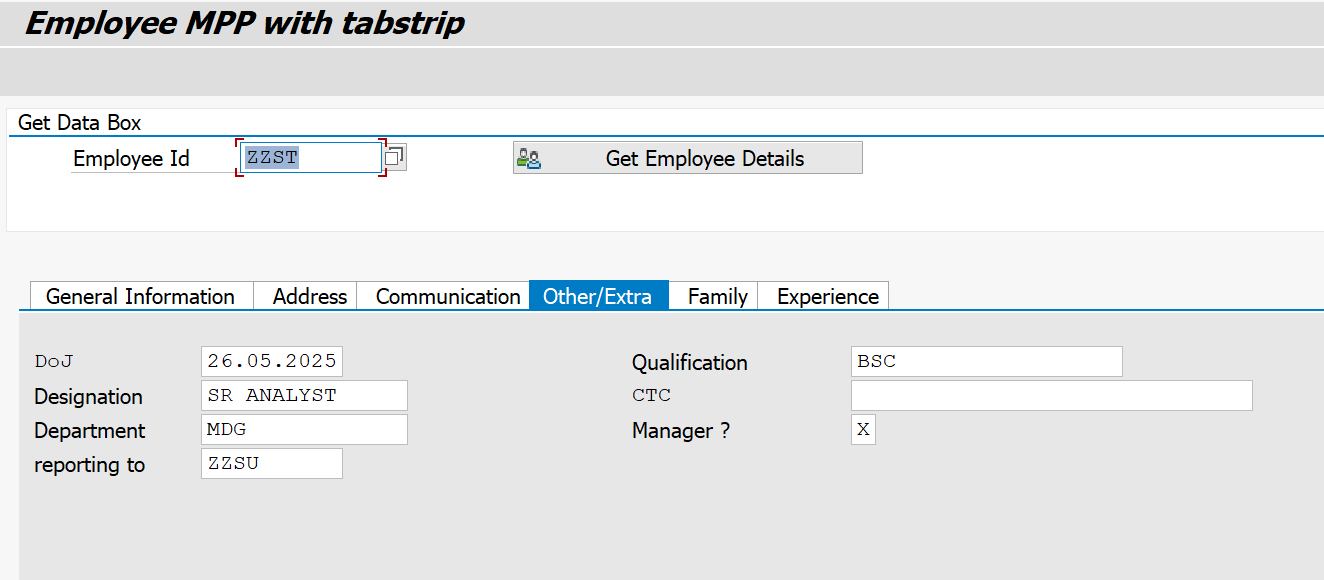 Employee MPP with tabstrip
Get Data Box
Employee Id ZZST Get Employee Details
General Information Address Communication Other/Extra Family Experience
DoJ 26.05.2025 Qualification BSC
Designation SR ANALYST CTC
Department MDG Manager ? X
reporting to ZZSU